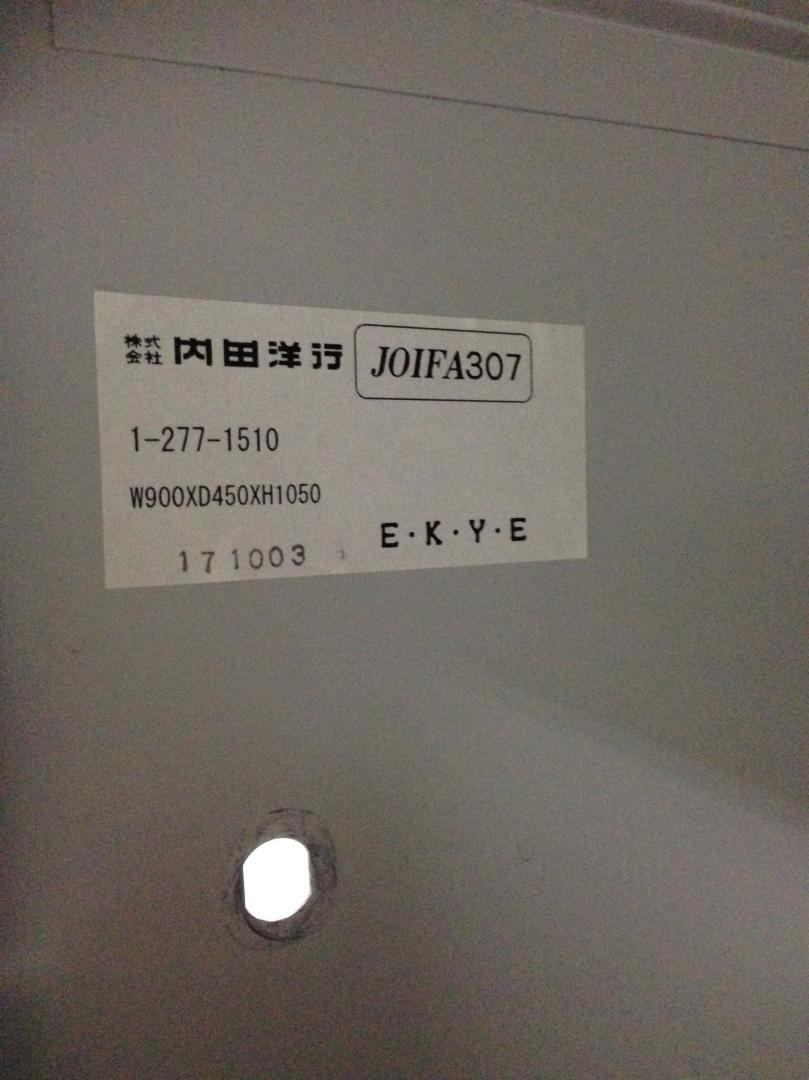 株式会社 内田洋行 JOIFA307
1-277-1510
W900XD450XH1050
171003 E・K・Y・E